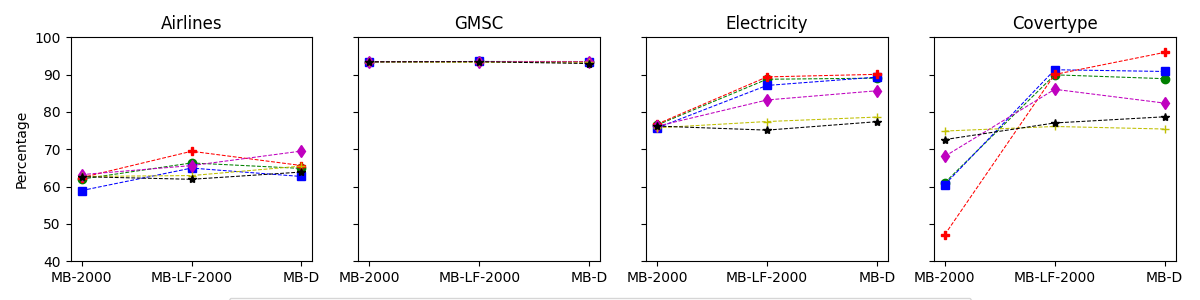 Airlines GMSC Electricity Covertype
100
90
80
70
60
50
40
Percentage
MB-2000 MB-LF-2000 MB-D MB-2000 MB-LF-2000 MB-D MB-2000 MB-LF-2000 MB-D MB-2000 MB-LF-2000 MB-D